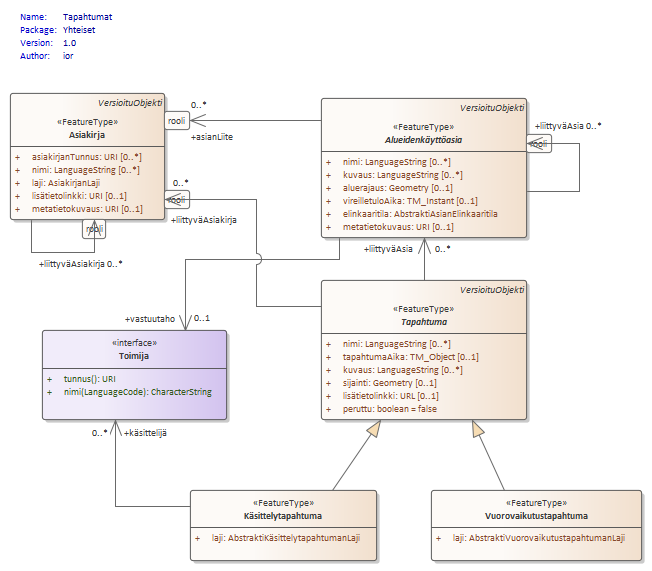 Name: Tapahtumat
Package: Yhteiset
Version: 1.0
Author: ior
VersioituObjekti
«FeatureType»
Asiakirja
+ asiakirjanTunnus: URI [0..*]
+ nimi: LanguageString [0..*]
+ laji: AsiakirjanLaji
+ lisätietolinkki: URI [0..1]
+ metatietokuvaus: URI [0..1]
rooli
+liittyväAsiakirja 0..*
0..*
rooli
+asianLiite
0..*
rooli
+liittyväAsiakirja
VersioituObjekti
«FeatureType»
Alueidenkäyttöasia
+ nimi: LanguageString [0..*]
+ kuvaus: LanguageString [0..*]
+ aluerajaus: Geometry [0..1]
+ vireilletuloAika: TM_Instant [0..1]
+ elinkaaritila: AbstraktiAsianElinkaaritila
+ metatietokuvaus: URI [0..1]
+liittyväAsia 0..*
rooli
+liittyväAsia 0..*
+vastuutaho 0..1
VersioituObjekti
«FeatureType»
Tapahtuma
+ nimi: LanguageString [0..*]
+ tapahtumaAika: TM_Object [0..1]
+ kuvaus: LanguageString [0..*]
+ sijainti: Geometry [0..1]
+ lisätietolinkki: URL [0..1]
+ peruttu: boolean = false
«interface»
Toimija
+ tunnus(): URI
+ nimi(LanguageCode): CharacterString
0..* +käsittelijä
«FeatureType»
Käsittelytapahtuma
+ laji: AbstraktiKäsittelytapahtumanLaji
«FeatureType»
Vuorovaikutustapahtuma
+ laji: AbstraktiVuorovaikutustapahtumanLaji